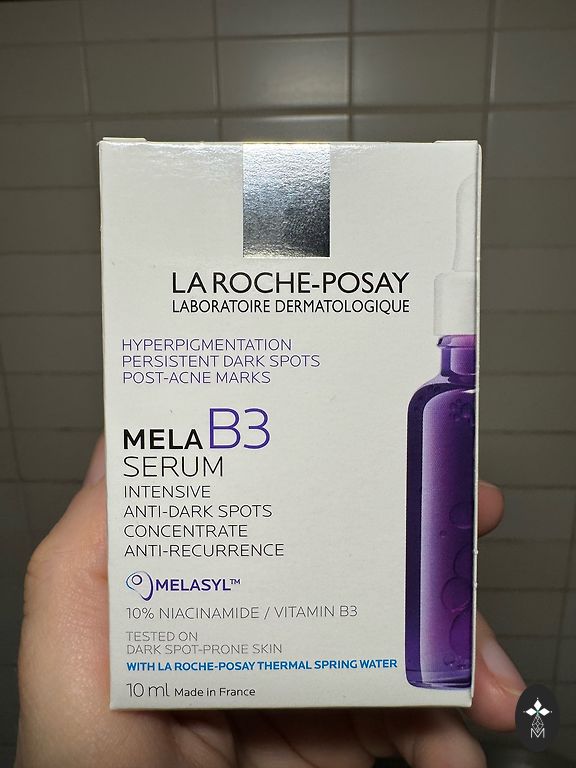 LA ROCHE-POSAY
LABORATOIRE DERMATOLOGIQUE
HYPERPIGMENTATION
PERSISTENT DARK SPOTS
POST-ACNE MARKS
MELA B3
SERUM
INTENSIVE
ANTI-DARK SPOTS
CONCENTRATE
ANTI-RECURRENCE
MELASYL™
10% NIACINAMIDE / VITAMIN B3
TESTED ON
DARK SPOT-PRONE SKIN
WITH LA ROCHE-POSAY THERMAL SPRING WATER
10 ml Made in France
M